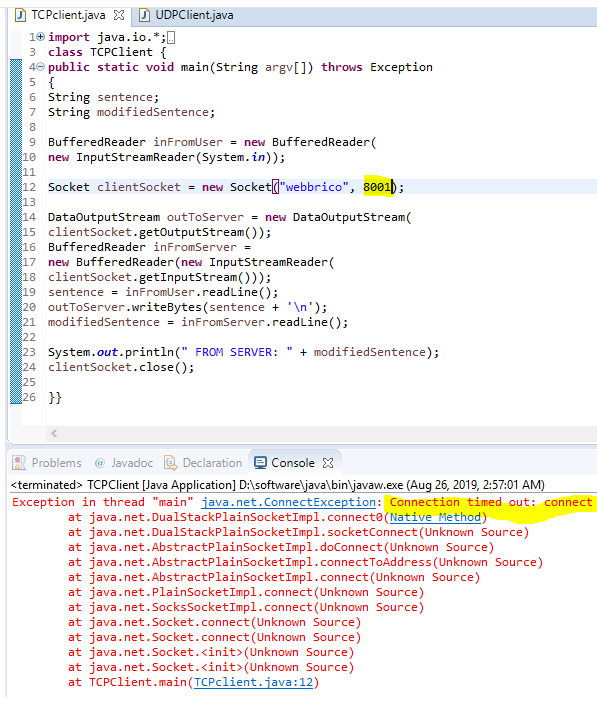 TCPclient.java UDPClient.java
1 import java.io.*;
3 class TCPClient {
4 public static void main(String argv[]) throws Exception
5 {
6 String sentence;
7 String modifiedSentence;
8
9 BufferedReader inFromUser = new BufferedReader(
10 new InputStreamReader(System.in));
11
12 Socket clientSocket = new Socket("webbrico", 8001);
13
14 DataOutputStream outToServer = new DataOutputStream(
15 clientSocket.getOutputStream());
16 BufferedReader inFromServer =
17 new BufferedReader(new InputStreamReader(
18 clientSocket.getInputStream()));
19 sentence = inFromUser.readLine();
20 outToServer.writeBytes(sentence + '\n');
21 modifiedSentence = inFromServer.readLine();
22
23 System.out.println(" FROM SERVER: " + modifiedSentence);
24 clientSocket.close();
25
26 }}
Problems @ Javadoc Declaration Console
<terminated> TCPClient [Java Application] D:\software\java\bin\javaw.exe (Aug 26, 2019, 2:57:01 AM)
Exception in thread "main" java.net.ConnectException: Connection timed out: connect
at java.net.DualStackPlainSocketImpl.connect0(Native Method)
at java.net.DualStackPlainSocketImpl.socketConnect(Unknown Source)
at java.net.AbstractPlainSocketImpl.doConnect(Unknown Source)
at java.net.AbstractPlainSocketImpl.connectToAddress(Unknown Source)
at java.net.AbstractPlainSocketImpl.connect(Unknown Source)
at java.net.PlainSocketImpl.connect(Unknown Source)
at java.net.SocksSocketImpl.connect(Unknown Source)
at java.net.Socket.connect(Unknown Source)
at java.net.Socket.connect(Unknown Source)
at java.net.Socket.<init>(Unknown Source)
at java.net.Socket.<init>(Unknown Source)
at TCPClient.main(TCPclient.java:12)